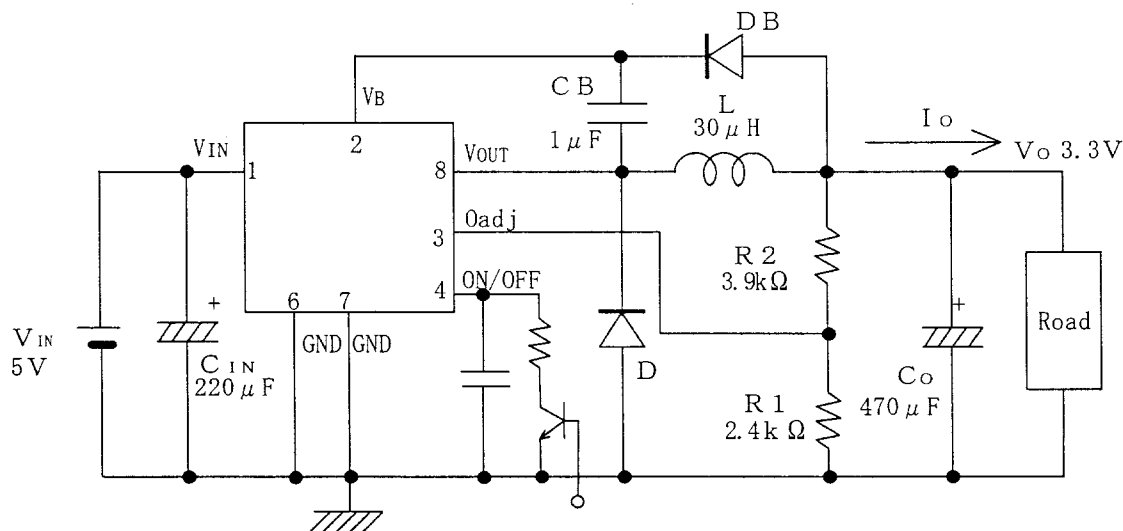 DB
VB
CB
1μF
L
30μH
Io
Vo 3.3V
VIN
1
2
8
VOUT
3
Oadj
4
ON/OFF
6
7
GND
GND
VIN
5V
+
CIN
220μF
D
R2
3.9kΩ
R1
2.4kΩ
+
Co
470μF
Road